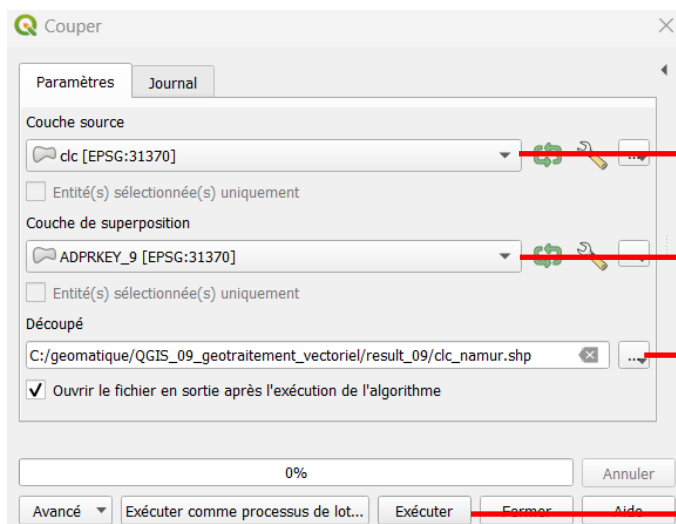 Couper
Paramètres Journal
Couche source
clc [EPSG:31370]
...
Entité(s) sélectionnée(s) uniquement
Couche de superposition
ADPRKEY_9 [EPSG:31370]
Entité(s) sélectionnée(s) uniquement
Découpé
C:/geomatique/QGIS_09_geotraitement_vectoriel/result_09/clc_namur.shp ...
Ouvrir le fichier en sortie après l'exécution de l'algorithme
0% Annuler
Avancé Exécuter comme processus de lot... Exécuter Fermer Aide